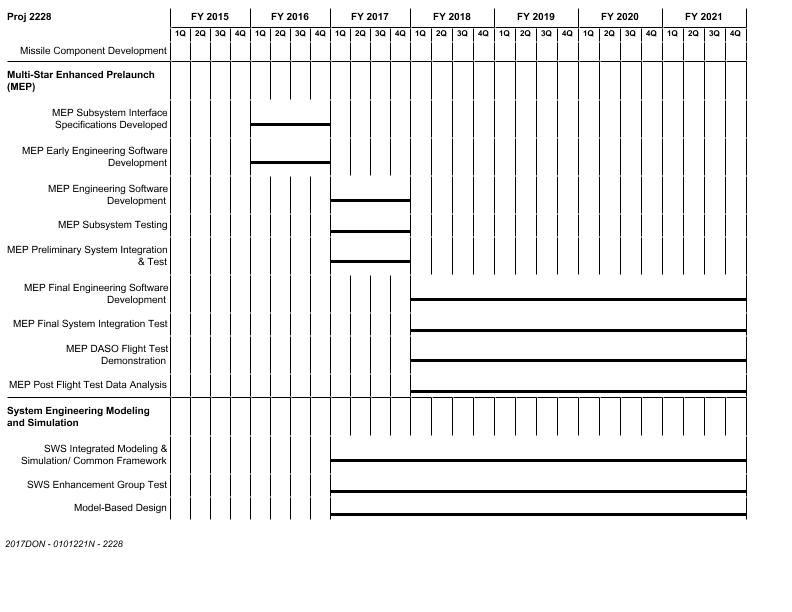 Proj 2228
FY 2015 FY 2016 FY 2017 FY 2018 FY 2019 FY 2020 FY 2021
1Q 2Q 3Q 4Q 1Q 2Q 3Q 4Q 1Q 2Q 3Q 4Q 1Q 2Q 3Q 4Q 1Q 2Q 3Q 4Q 1Q 2Q 3Q 4Q 1Q 2Q 3Q 4Q
Missile Component Development
Multi-Star Enhanced Prelaunch
(MEP)
MEP Subsystem Interface
Specifications Developed
MEP Early Engineering Software
Development
MEP Engineering Software
Development
MEP Subsystem Testing
MEP Preliminary System Integration
& Test
MEP Final Engineering Software
Development
MEP Final System Integration Test
MEP DASO Flight Test
Demonstration
MEP Post Flight Test Data Analysis
System Engineering Modeling
and Simulation
SWS Integrated Modeling &
Simulation/ Common Framework
SWS Enhancement Group Test
Model-Based Design
2017DON - 0101221N - 2228